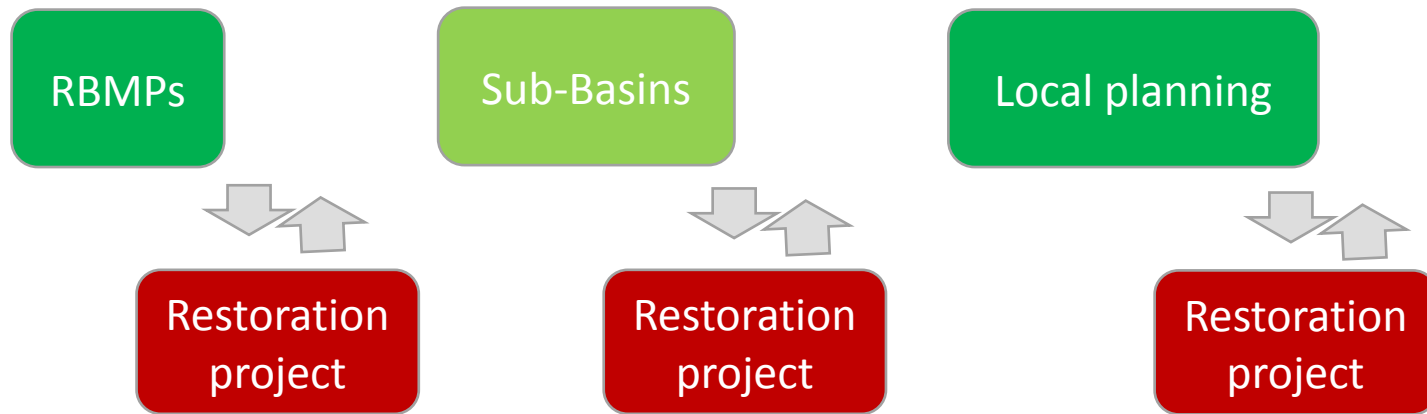 RBMPs
Sub-Basins
Local planning
Restoration
project
Restoration
project
Restoration
project